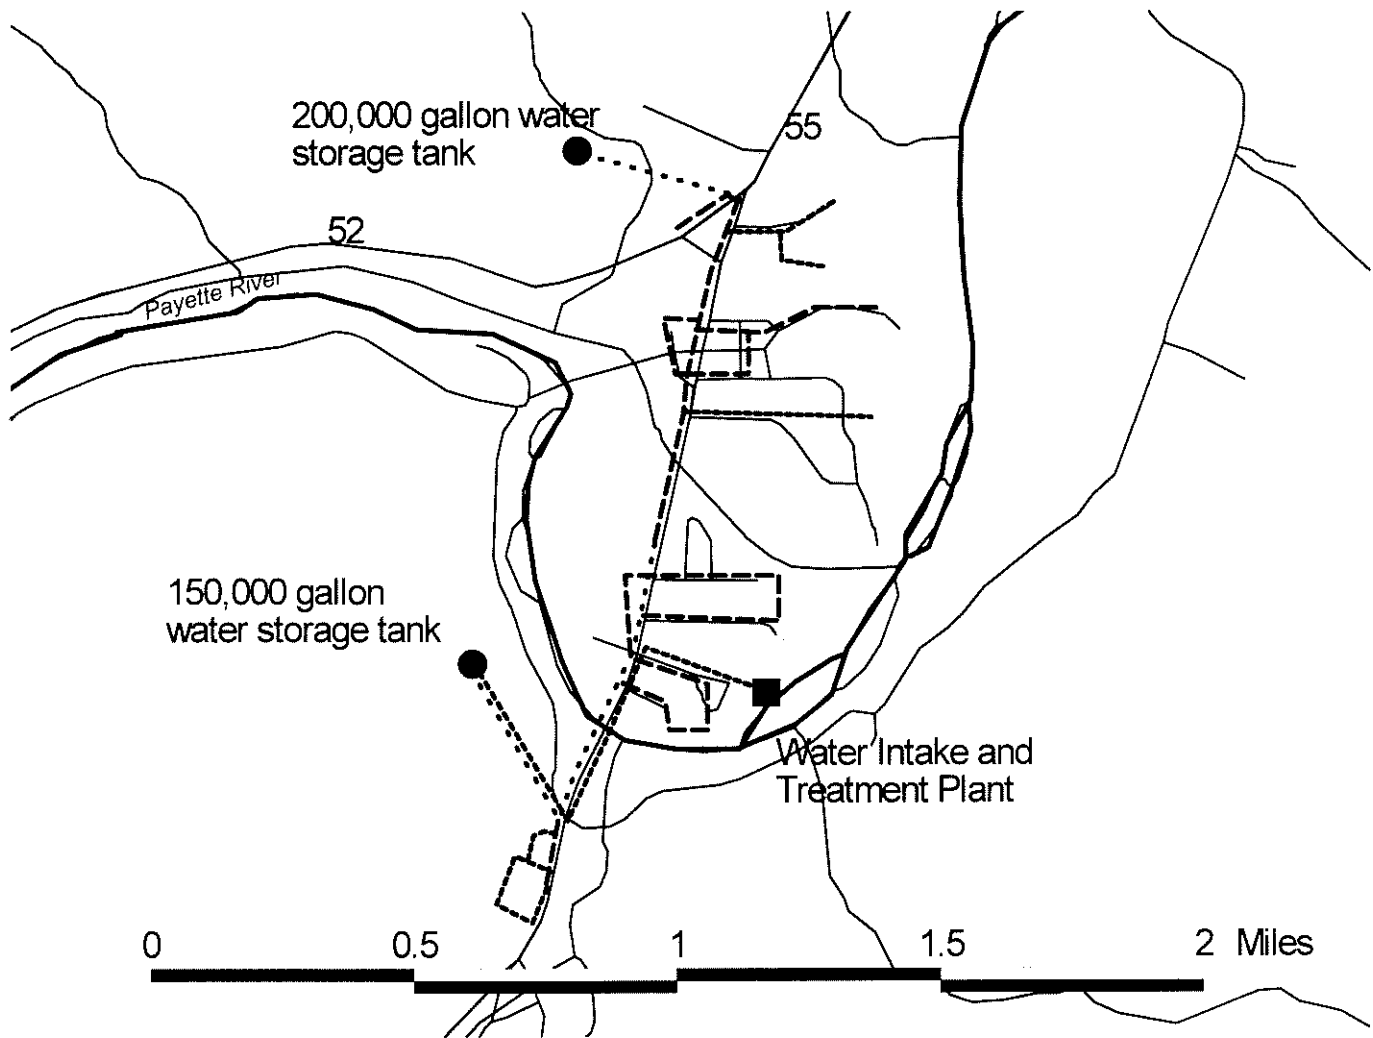 200,000 gallon water
storage tank
55
52
Payette River
150,000 gallon
water storage tank
Water Intake and
Treatment Plant
0 0.5 1 1.5 2 Miles